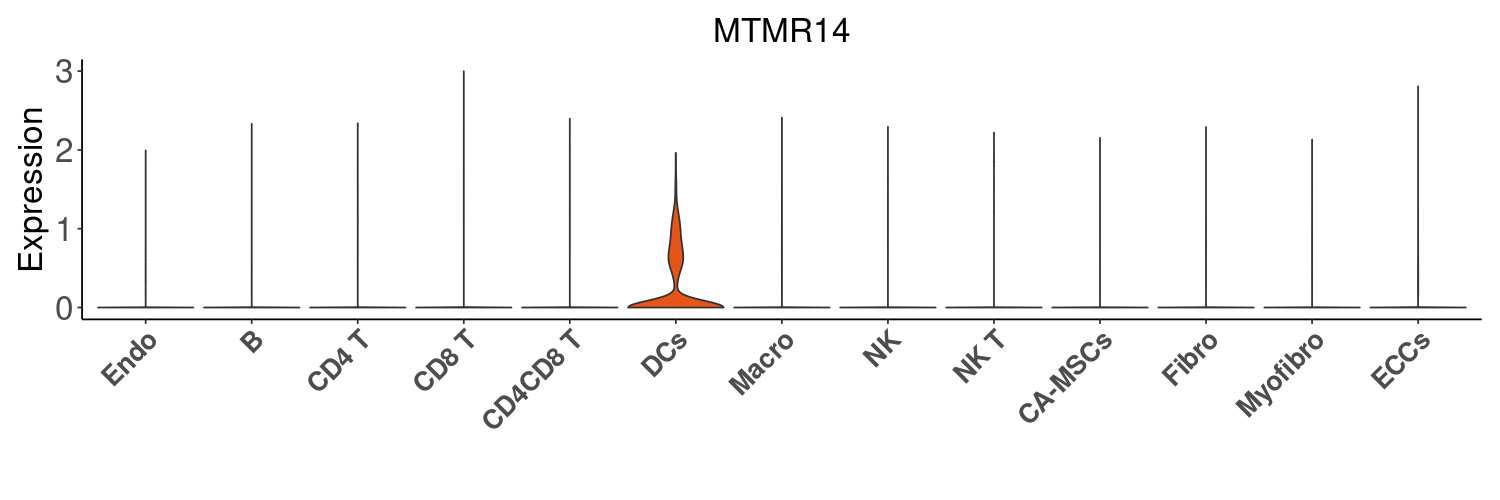 MTMR14
Expression
3
2
1
0
Endo
B
CD4 T
CD8 T
CD4CD8 T
DCs
Macro
NK
NK T
CA-MSCs
Fibro
Myofibro
ECCs